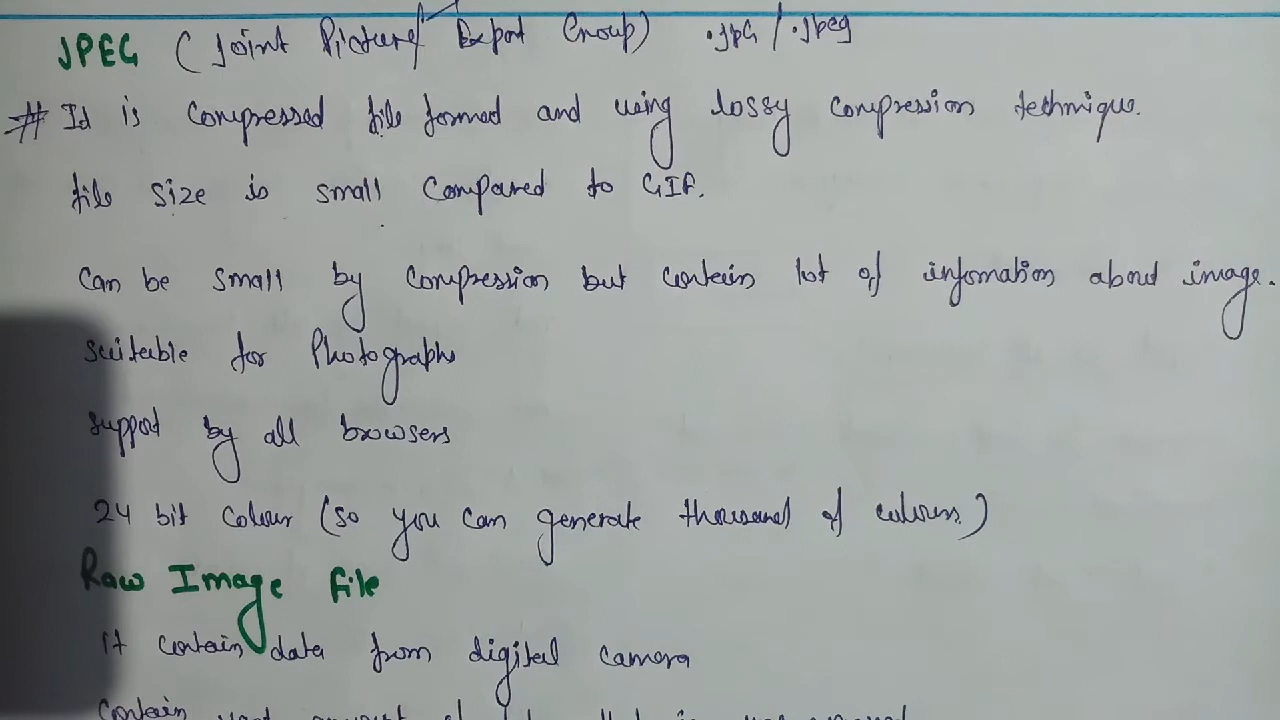 JPEG (Joint Picture/ Expert Group) .jpG / .jpeg
# It is compressed file format and using lossy compression technique.
file size is small compared to GIF.
Can be small by compression but contain lot of information about image.
suitable for Photographs
support by all browsers
24 bit colour (so you can generate thousand of colours)
Raw Image file
It contain data from digital camera
Contain